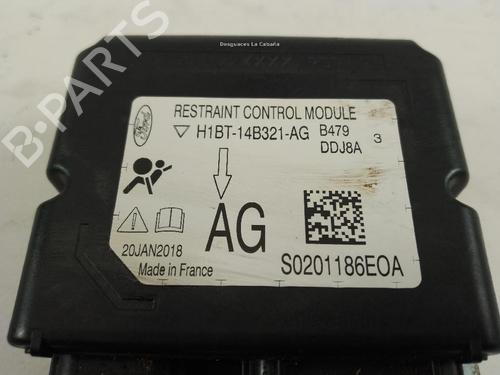 Desguaces La Cabaña
B-PARTS
RESTRAINT CONTROL MODULE
H1BT-14B321-AG B479 3
DDJ8A
AG
20JAN2018
Made in France
S0201186EOA